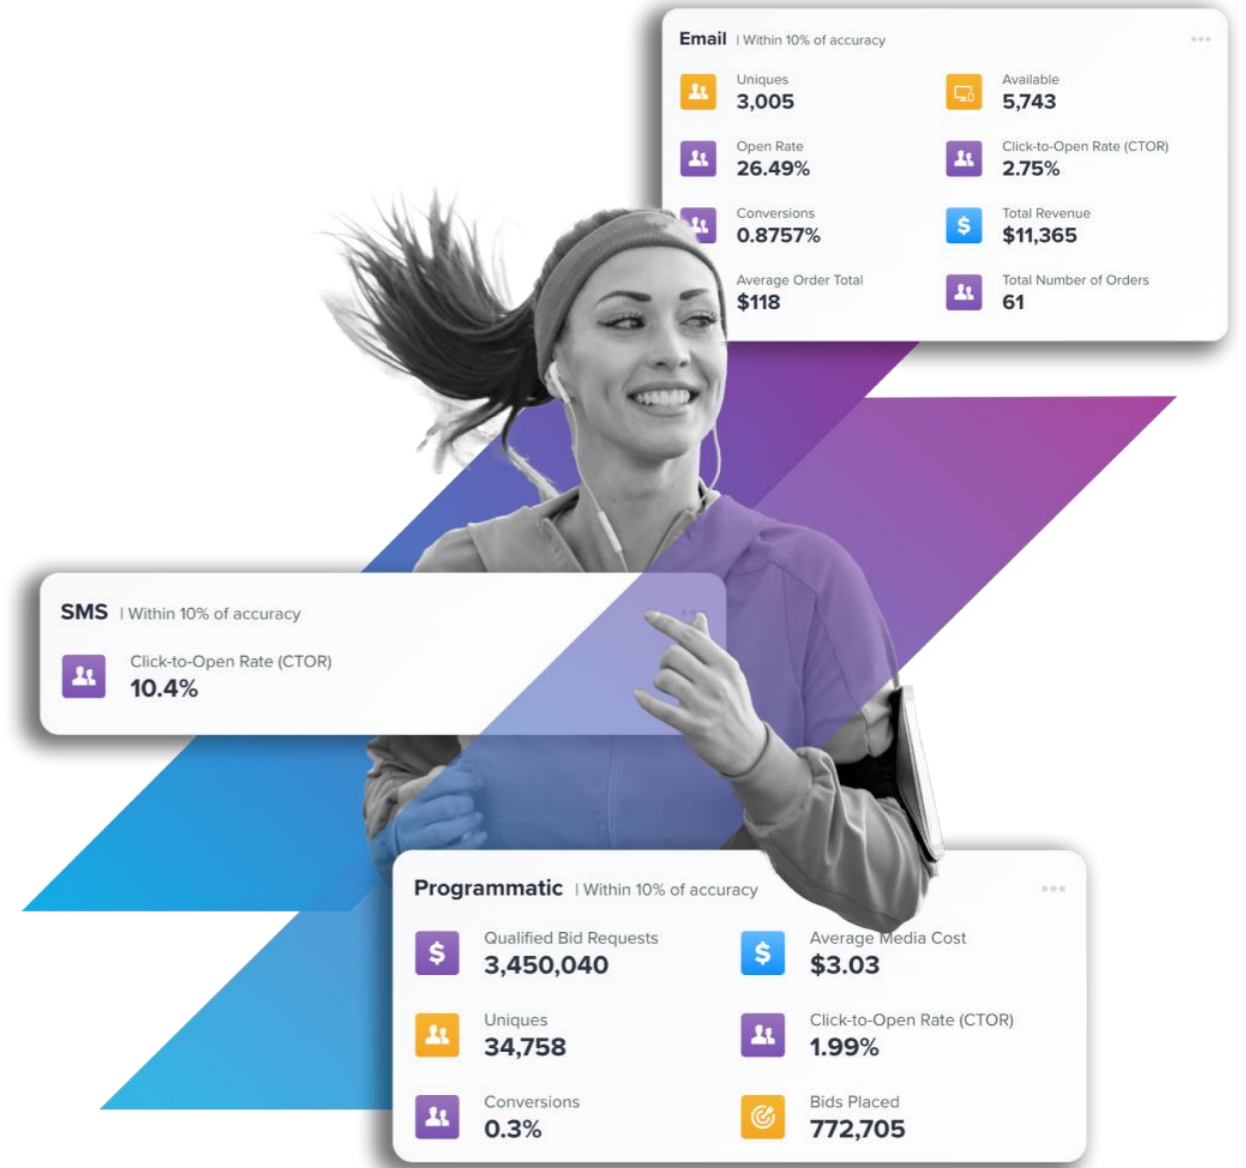 Email | Within 10% of accuracy
Uniques
3,005
Available
5,743
Open Rate
26.49%
Click-to-Open Rate (CTOR)
2.75%
Conversions
0.8757%
Total Revenue
$11,365
Average Order Total
$118
Total Number of Orders
61
SMS | Within 10% of accuracy
Click-to-Open Rate (CTOR)
10.4%
Programmatic | Within 10% of accuracy
Qualified Bid Requests
3,450,040
Average Media Cost
$3.03
Uniques
34,758
Click-to-Open Rate (CTOR)
1.99%
Conversions
0.3%
Bids Placed
772,705